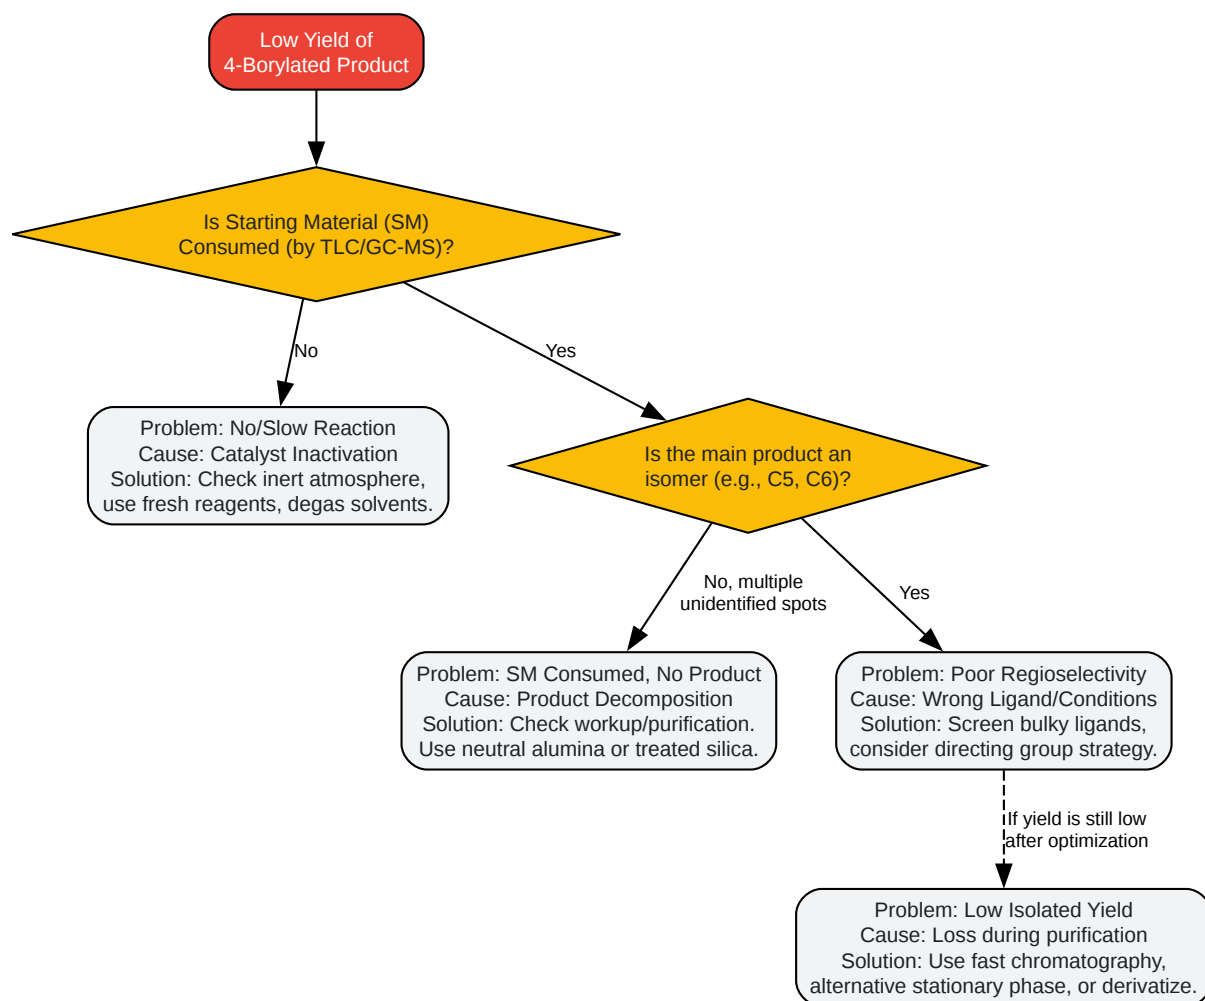 Low Yield of
4-Borylated Product
Is Starting Material (SM)
Consumed (by TLC/GC-MS)?
No
Yes
Problem: No/Slow Reaction
Cause: Catalyst Inactivation
Solution: Check inert atmosphere,
use fresh reagents, degas solvents.
Is the main product an
isomer (e.g., C5, C6)?
No, multiple
unidentified spots
Yes
Problem: SM Consumed, No Product
Cause: Product Decomposition
Solution: Check workup/purification.
Use neutral alumina or treated silica.
Problem: Poor Regioselectivity
Cause: Wrong Ligand/Conditions
Solution: Screen bulky ligands,
consider directing group strategy.
If yield is still low
after optimization
Problem: Low Isolated Yield
Cause: Loss during purification
Solution: Use fast chromatography,
alternative stationary phase, or derivatize.